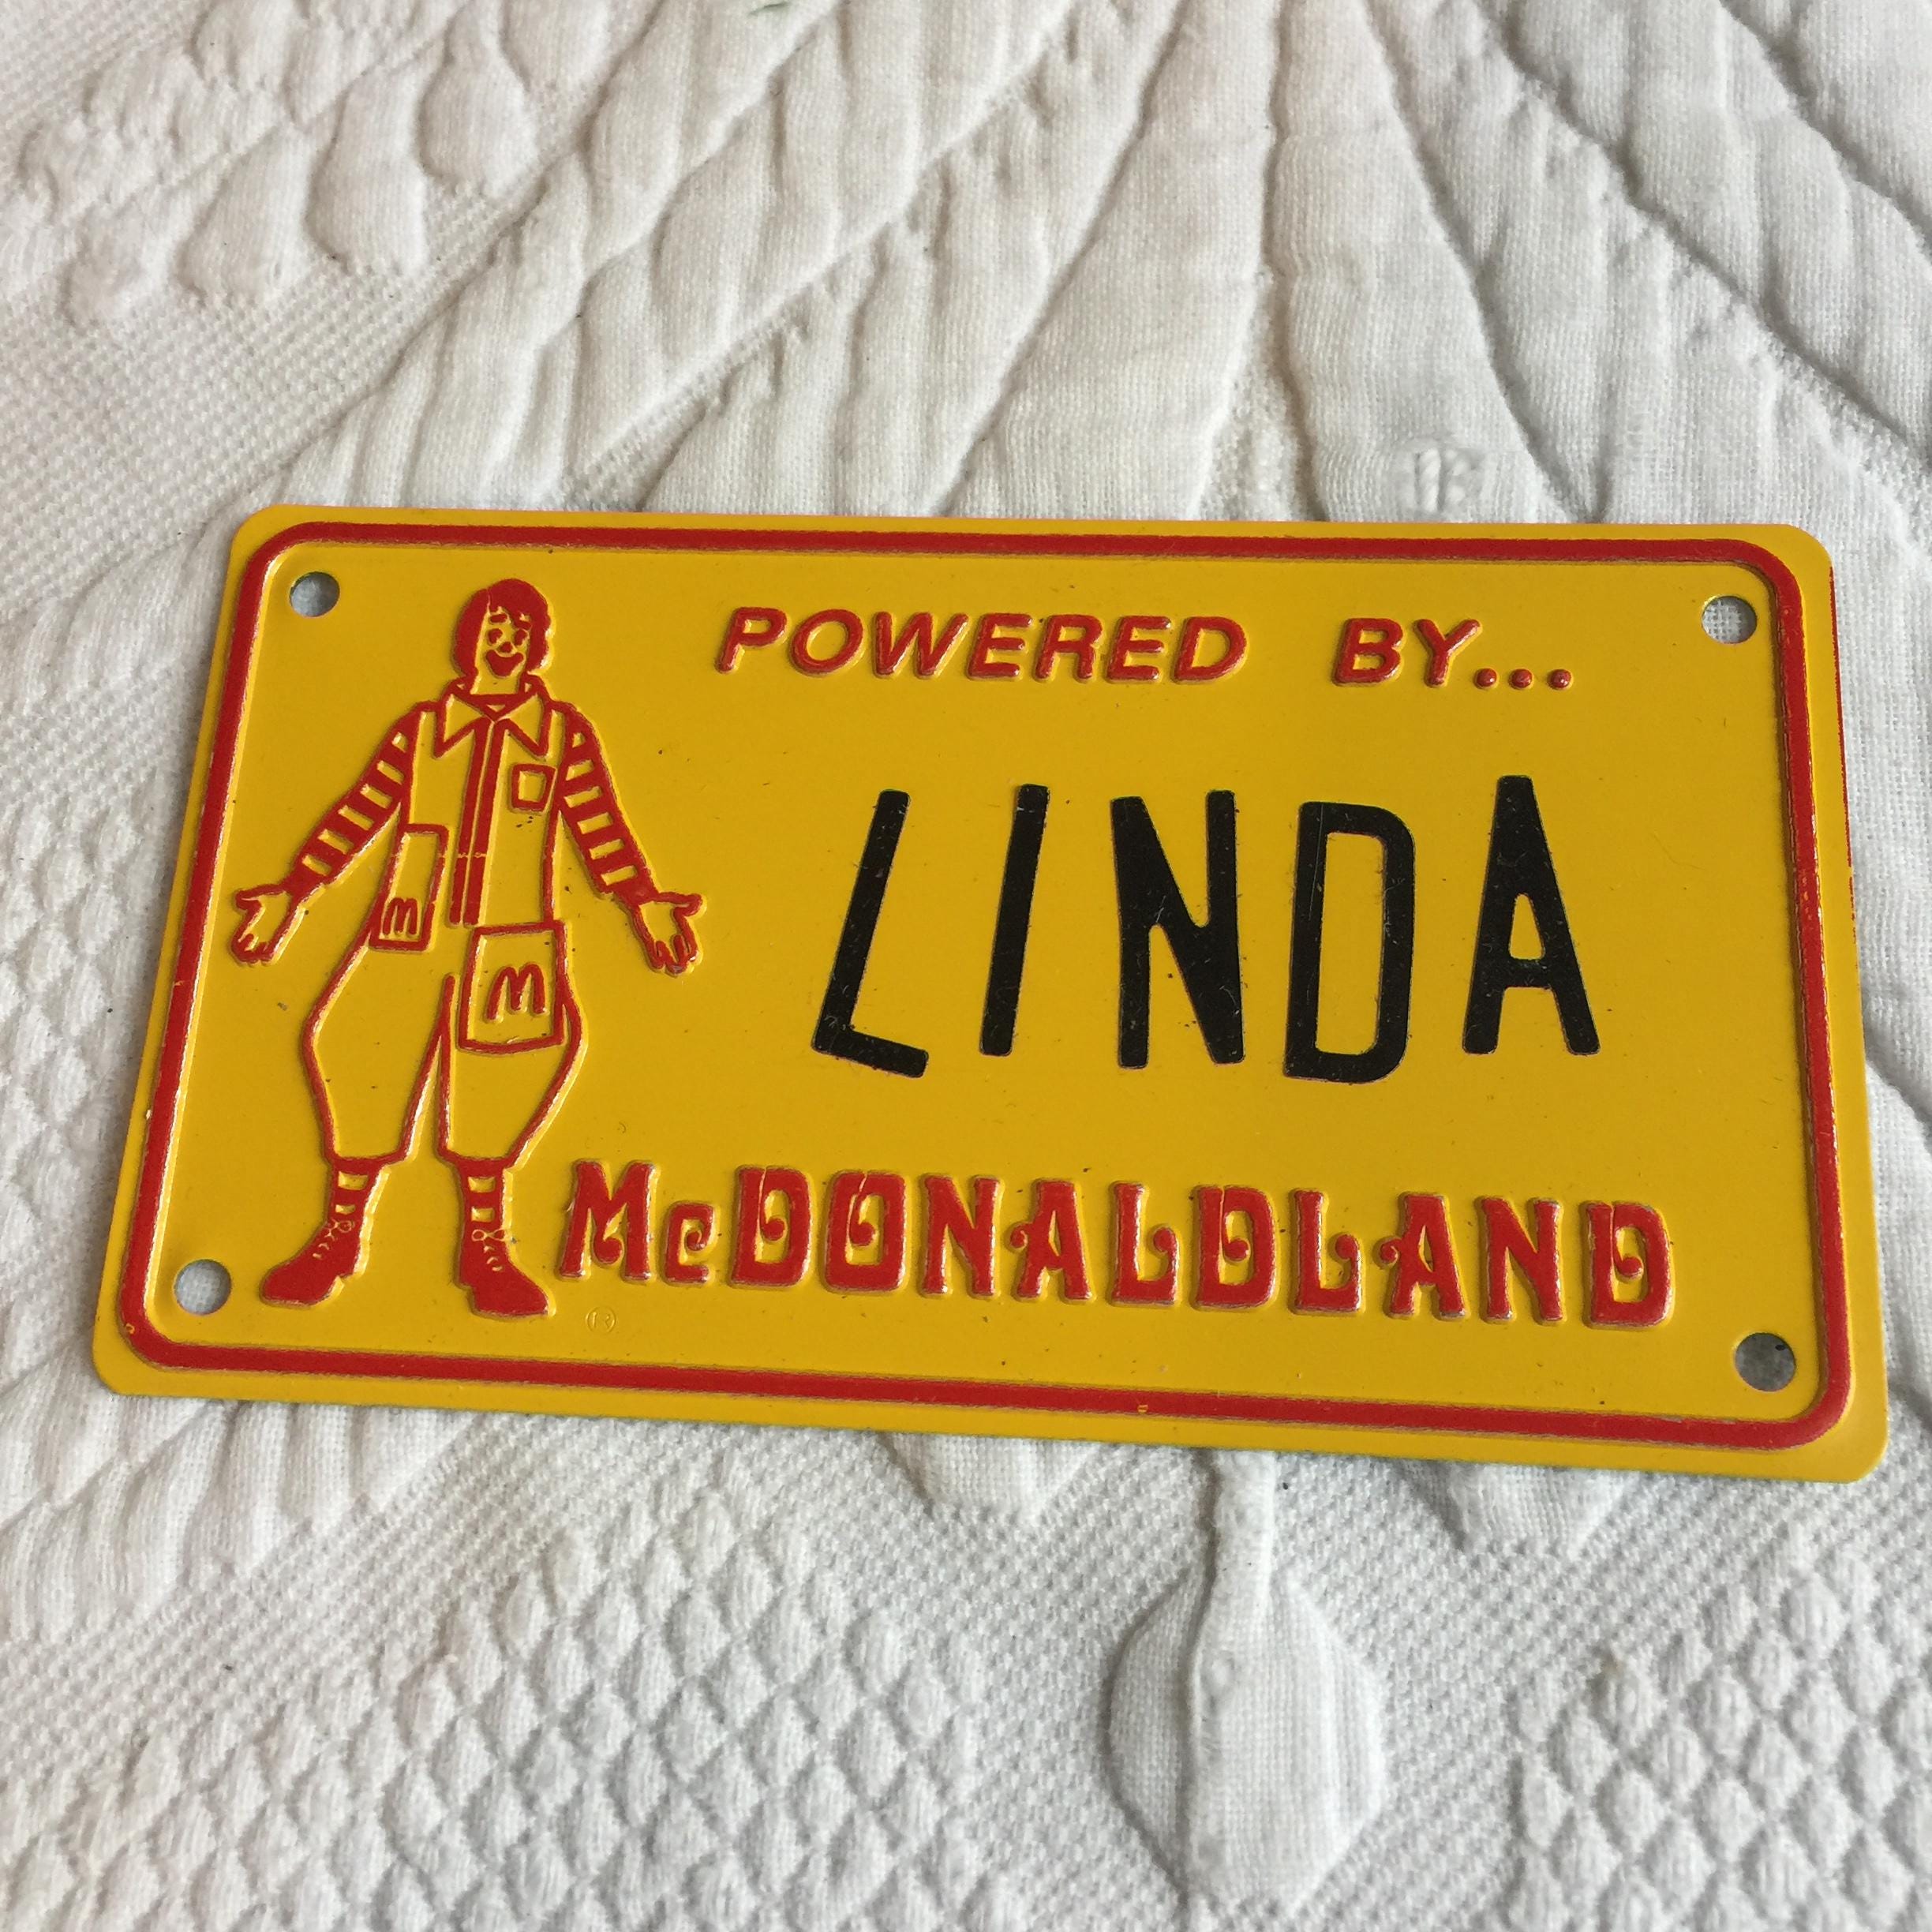 POWERED BY...
LINDA
M
M
McDONALDLAND
®